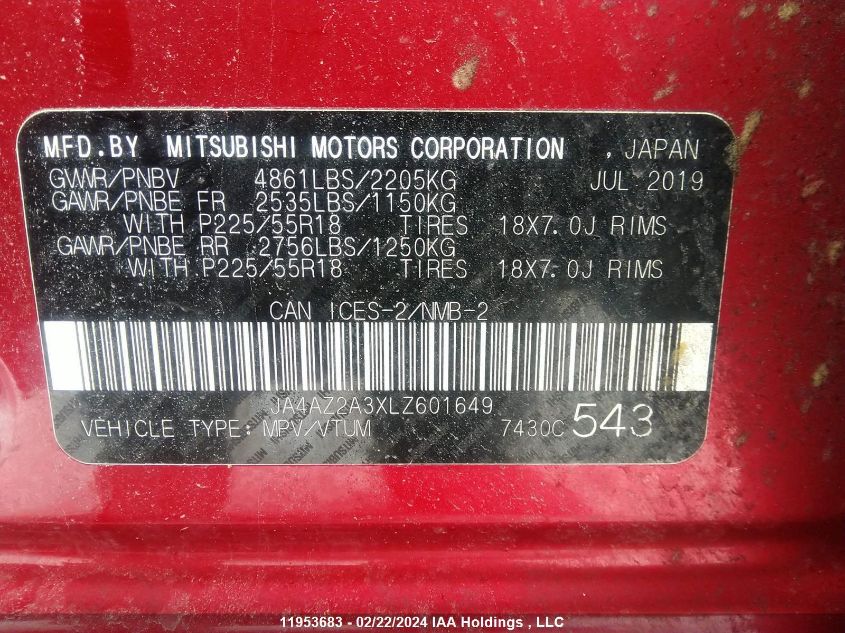 MFD.BY MITSUBISHI MOTORS CORPORATION , JAPAN
GVWR/PNBV 4861LBS/2205KG JUL 2019
GAWR/PNBE FR 2535LBS/1150KG
WITH P225/55R18 TIRES 18X7.0J RIMS
GAWR/PNBE RR 2756LBS/1250KG
WITH P225/55R18 TIRES 18X7.0J RIMS
CAN ICES-2/NMB-2
JA4AZ2A3XLZ601649
VEHICLE TYPE: MPV/VTUM 7430C 543
11953683 - 02/22/2024 IAA Holdings , LLC